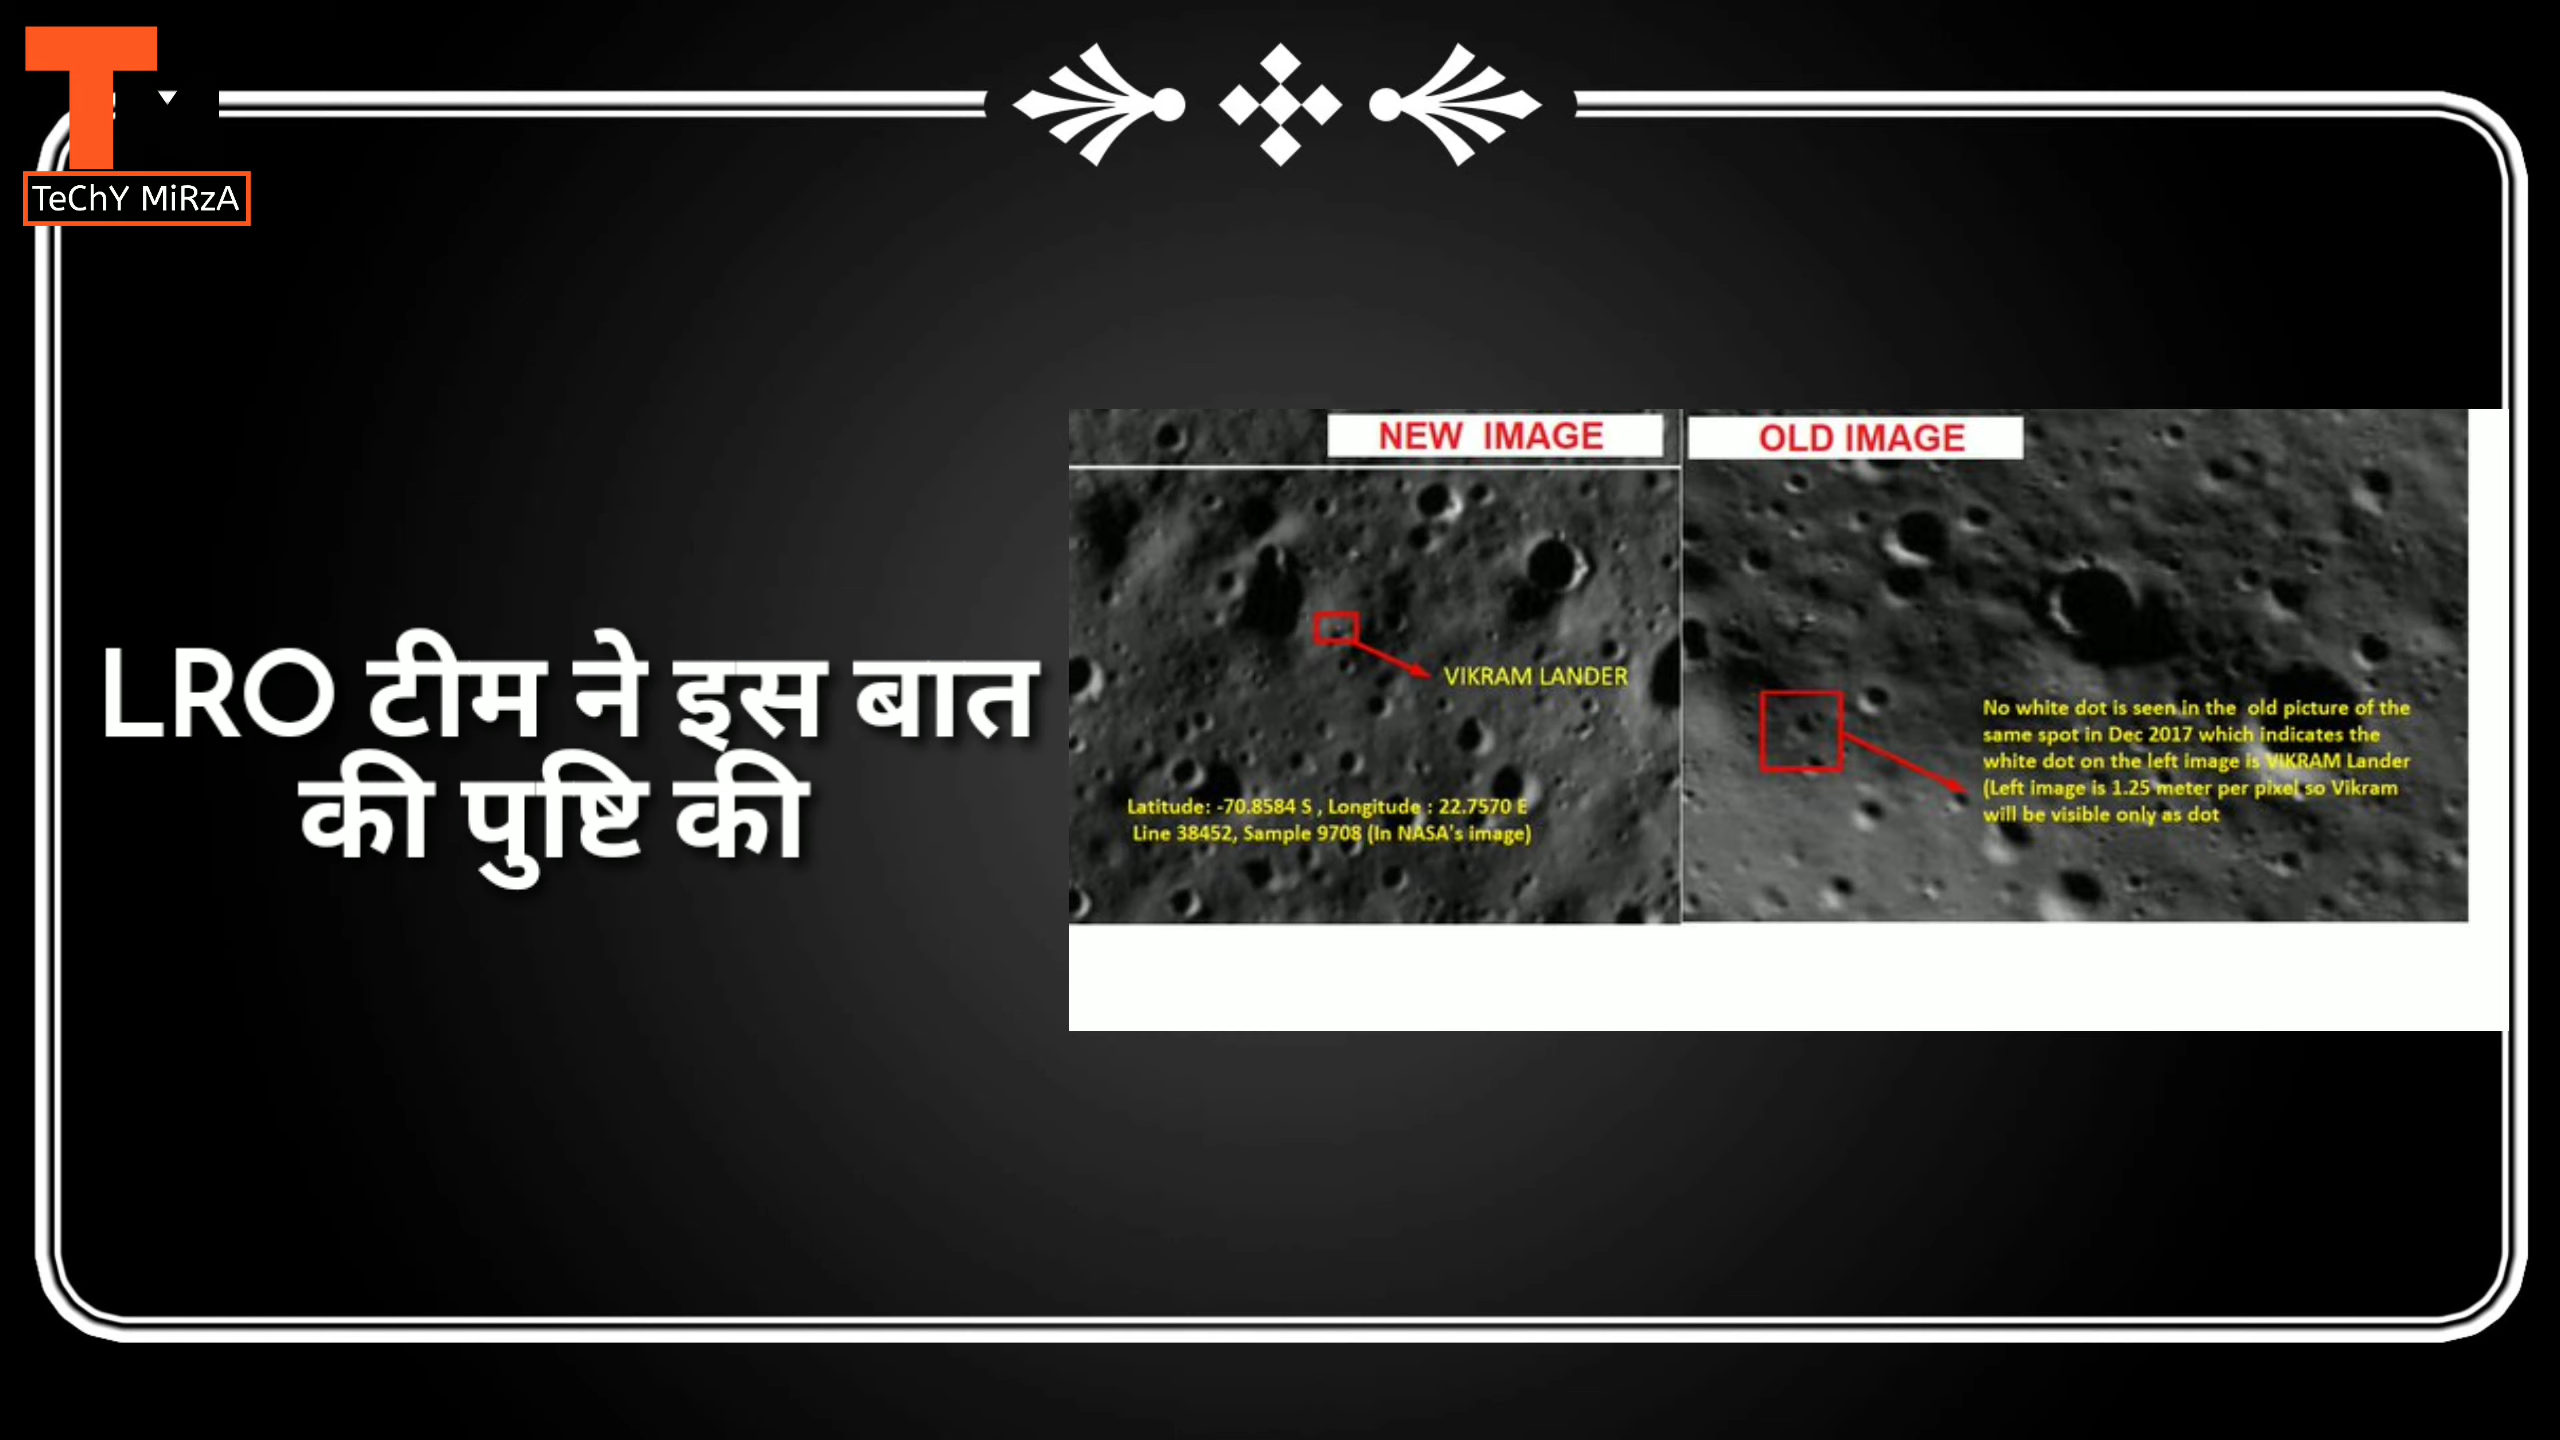 T
TeChY MiRzA
LRO टीम ने इस बात
की पुष्टि की
NEW IMAGE
VIKRAM LANDER
Latitude: -70.8584 S , Longitude : 22.7570 E
Line 38452, Sample 9708 (In NASA's image)
OLD IMAGE
No white dot is seen in the old picture of the
same spot in Dec 2017 which indicates the
white dot on the left image is VIKRAM Lander
(Left image is 1.25 meter per pixel so Vikram
will be visible only as dot